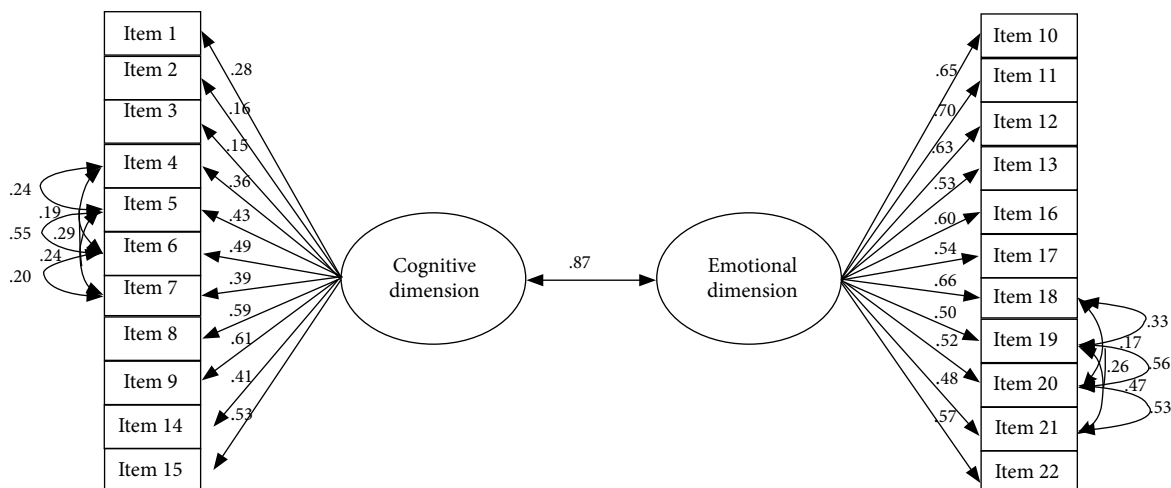 Item 1
Item 2
Item 3
Item 4
Item 5
Item 6
Item 7
Item 8
Item 9
Item 14
Item 15
.28
.16
.15
.36
.43
.49
.39
.59
.61
.41
.53
.24
.19
.55
.29
.24
.20
Cognitive
dimension
.87
Emotional
dimension
.65
.70
.63
.53
.60
.54
.66
.50
.52
.48
.57
Item 10
Item 11
Item 12
Item 13
Item 16
Item 17
Item 18
Item 19
Item 20
Item 21
Item 22
.33
.17
.26
.56
.47
.53